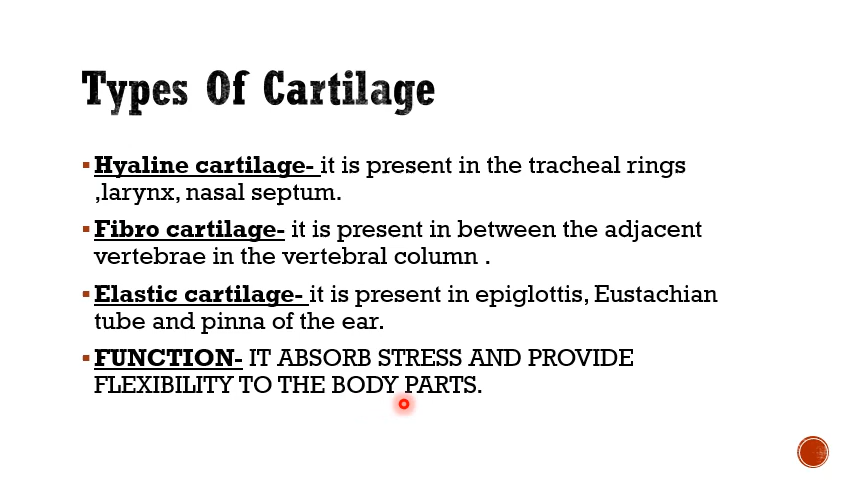 Types Of Cartilage
Hyaline cartilage- it is present in the tracheal rings
,larynx, nasal septum.
Fibro cartilage- it is present in between the adjacent
vertebrae in the vertebral column .
Elastic cartilage- it is present in epiglottis, Eustachian
tube and pinna of the ear.
FUNCTION- IT ABSORB STRESS AND PROVIDE
FLEXIBILITY TO THE BODY PARTS.